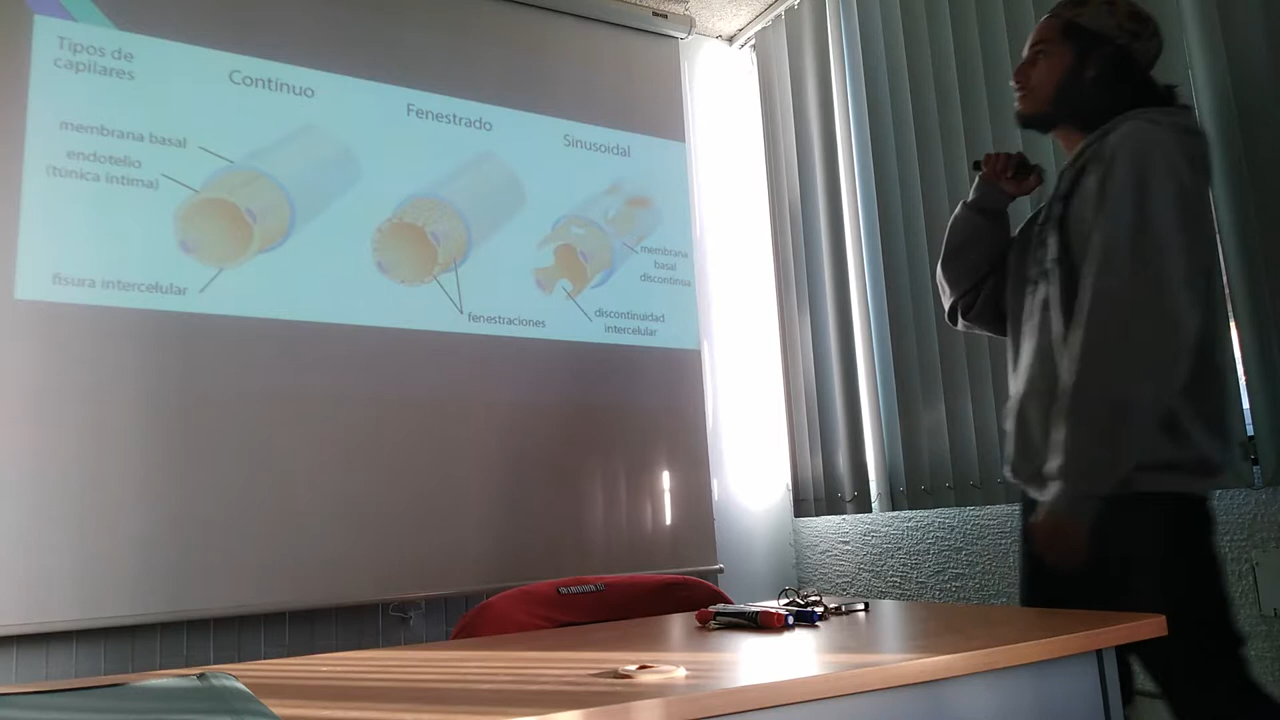 Tipos de
capilares
Contínuo
Fenestrado
Sinusoidal
membrana basal
endotelio
(túnica íntima)
fisura intercelular
fenestraciones
membrana
basal
discontinua
discontinuidad
intercelular